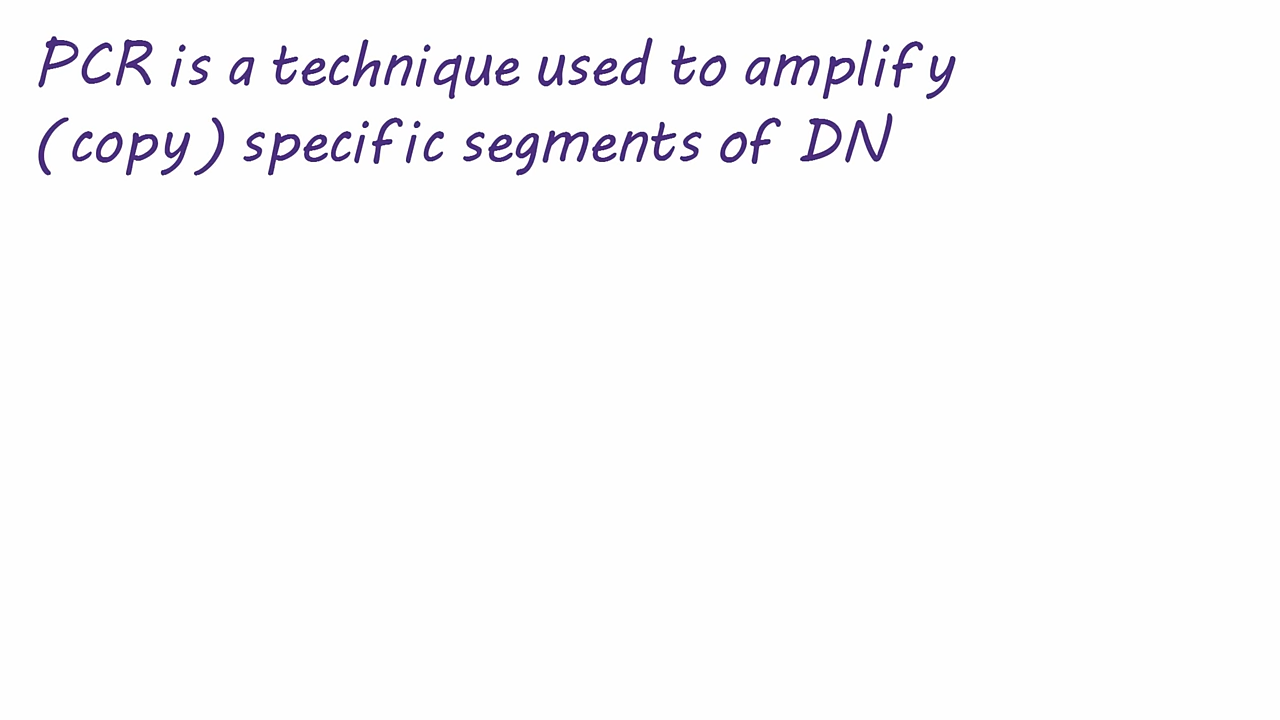 PCR is a technique used to amplify
(copy) specific segments of DN